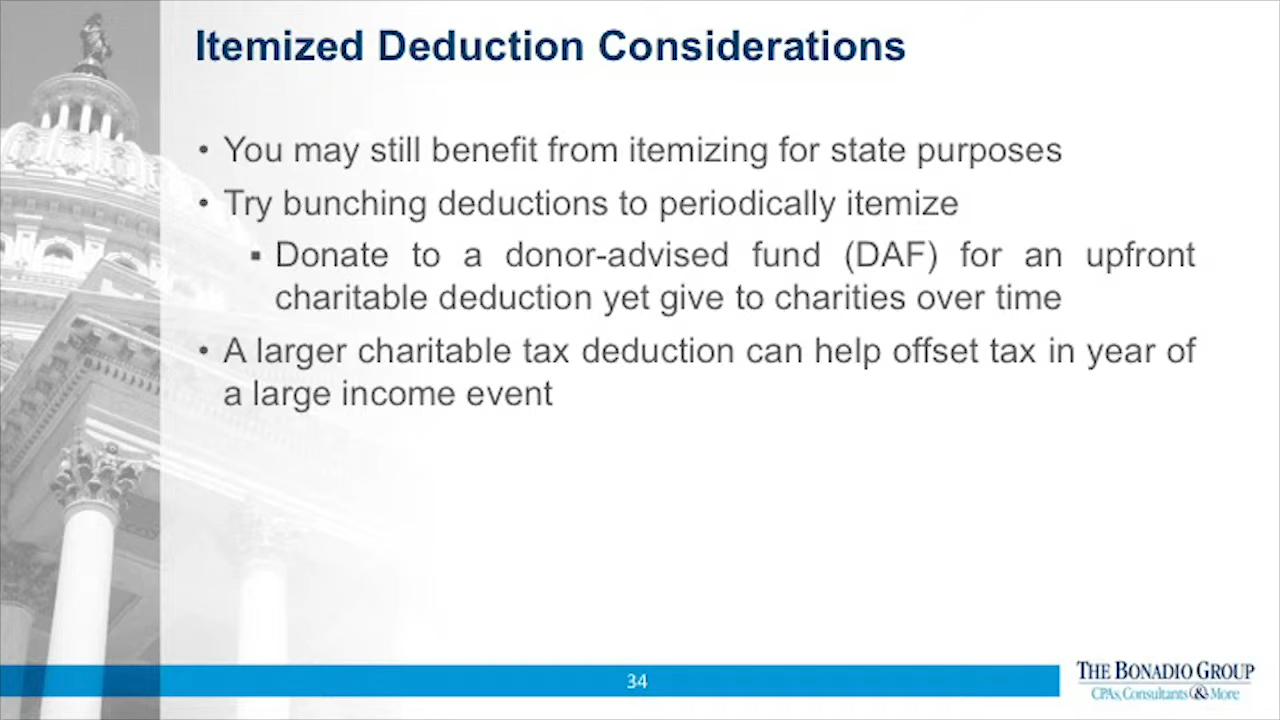 Itemized Deduction Considerations
• You may still benefit from itemizing for state purposes
• Try bunching deductions to periodically itemize
▪ Donate to a donor-advised fund (DAF) for an upfront
charitable deduction yet give to charities over time
• A larger charitable tax deduction can help offset tax in year of
a large income event
34
THE BONADIO GROUP
CPAs, Consultants & More